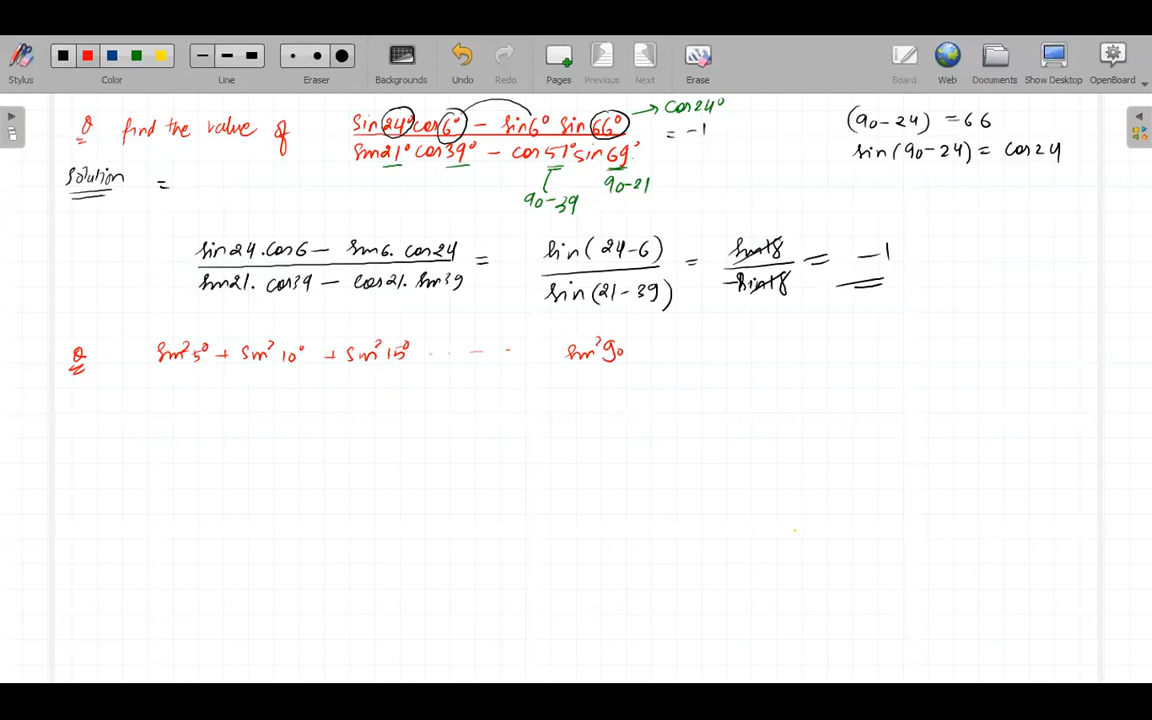 Stylus Color Line Eraser Backgrounds Undo Redo Pages Previous Next Erase Board Web Documents Show Desktop OpenBoard
Q find the value of sin24° cos6° - sin6° sin66° / sin21° cos39° - cos51° sin69° = -1
→ cos24°
(90-24) = 66
sin(90-24) = cos24
90-39
90-21
Solution =
sin24.cos6 - sin6.cos24 / sin21.cos39 - cos21.sin39 = sin(24-6) / sin(21-39) = sin18 / -sin18 = -1
Q sin²5° + sin²10° + sin²15° ..-.. sin²90